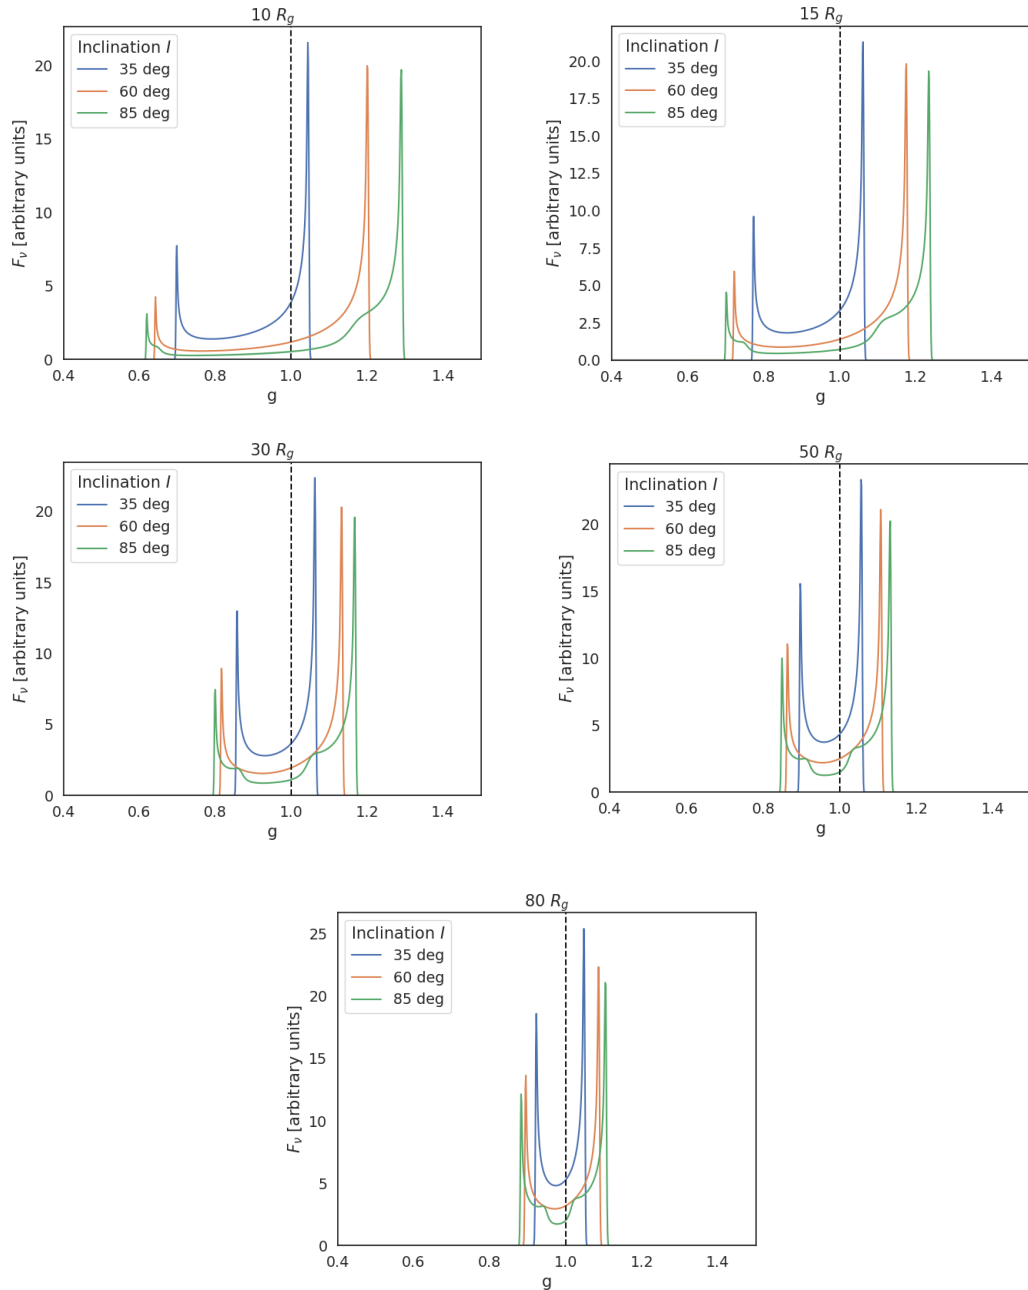 10 R_g
Inclination I
35 deg
60 deg
85 deg
F_ν [arbitrary units]
20
15
10
5
0
0.4 0.6 0.8 1.0 1.2 1.4
g
15 R_g
Inclination I
35 deg
60 deg
85 deg
F_ν [arbitrary units]
20.0
17.5
15.0
12.5
10.0
7.5
5.0
2.5
0.0
0.4 0.6 0.8 1.0 1.2 1.4
g
30 R_g
Inclination I
35 deg
60 deg
85 deg
F_ν [arbitrary units]
20
15
10
5
0
0.4 0.6 0.8 1.0 1.2 1.4
g
50 R_g
Inclination I
35 deg
60 deg
85 deg
F_ν [arbitrary units]
20
15
10
5
0
0.4 0.6 0.8 1.0 1.2 1.4
g
80 R_g
Inclination I
35 deg
60 deg
85 deg
F_ν [arbitrary units]
25
20
15
10
5
0
0.4 0.6 0.8 1.0 1.2 1.4
g